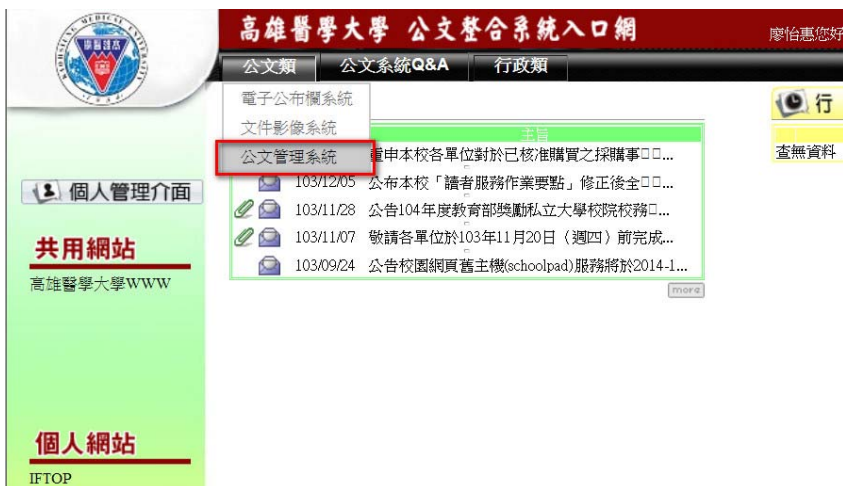 高雄醫學大學 公文整合系統入口網
廖怡惠您好
公文類 公文系統Q&A 行政類
電子公布欄系統
文件影像系統
公文管理系統
主旨
重申本校各單位對於已核准購買之採購事□□...
103/12/05 公布本校「讀者服務作業要點」修正後全□□...
103/11/28 公告104年度教育部獎勵私立大學校院校務□...
103/11/07 敬請各單位於103年11月20日（週四）前完成...
103/09/24 公告校園網頁舊主機(schoolpad)服務將於2014-1...
more
行
查無資料
個人管理介面
共用網站
高雄醫學大學WWW
個人網站
IFTOP